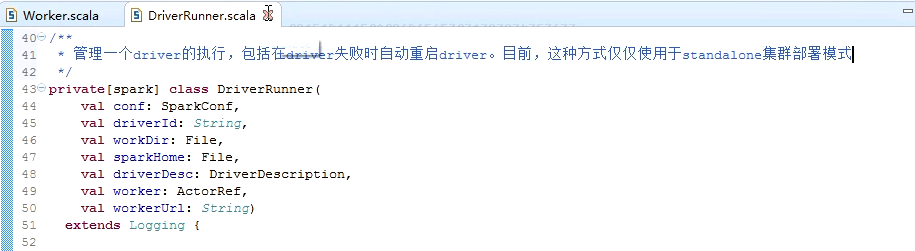 Worker.scala
DriverRunner.scala
40 /**
41 * 管理一个driver的执行，包括在driver失败时自动重启driver。目前，这种方式仅仅使用于standalone集群部署模式
42 */
43 private[spark] class DriverRunner(
44 val conf: SparkConf,
45 val driverId: String,
46 val workDir: File,
47 val sparkHome: File,
48 val driverDesc: DriverDescription,
49 val worker: ActorRef,
50 val workerUrl: String)
51 extends Logging {
52